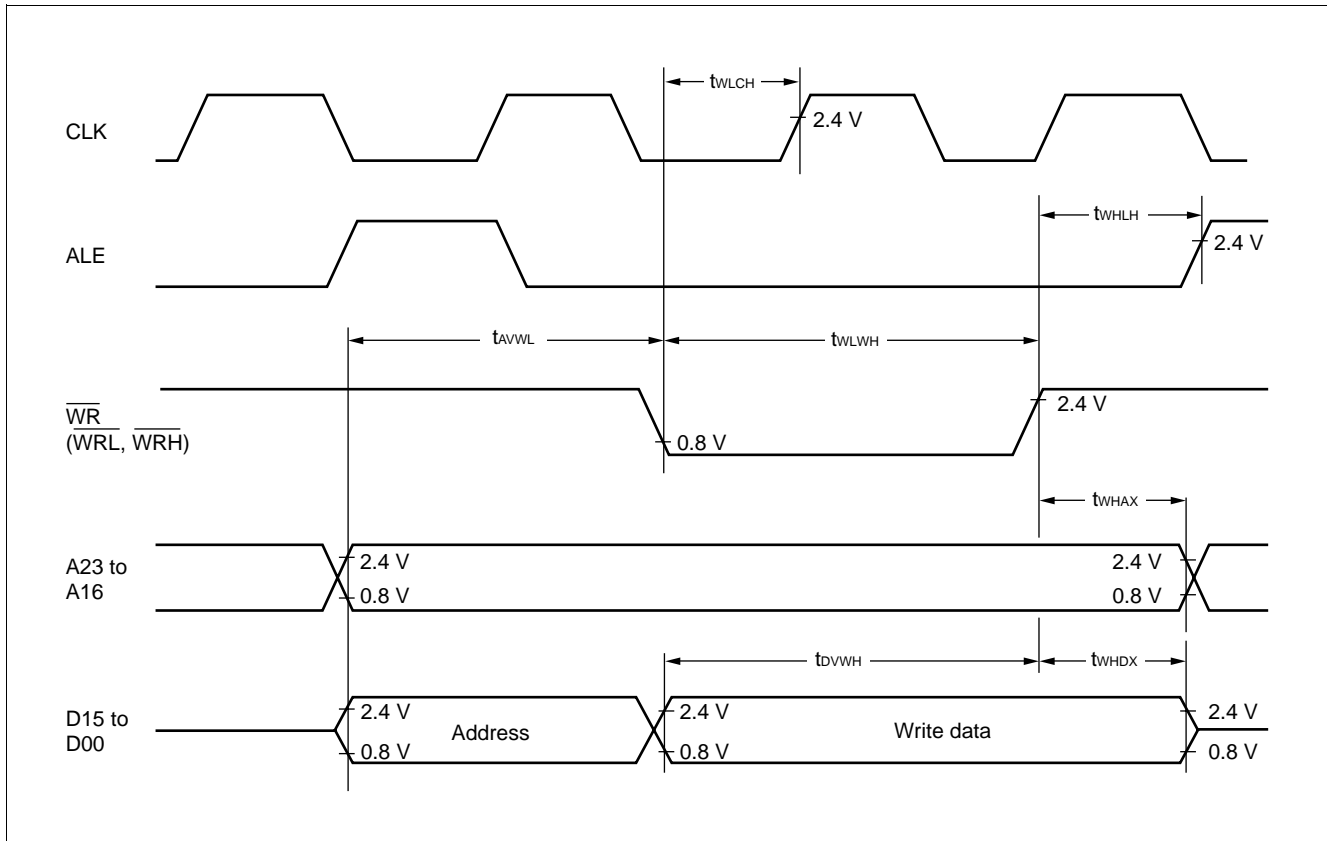 tWLCH
CLK
2.4 V
tWHLH
ALE
2.4 V
tAVWL
tWLWH
WR
(WRL, WRH)
2.4 V
0.8 V
tWHAX
A23 to
A16
2.4 V
2.4 V
0.8 V
0.8 V
tDVWH
tWHDX
D15 to
D00
2.4 V
Address
2.4 V
Write data
2.4 V
0.8 V
0.8 V
0.8 V